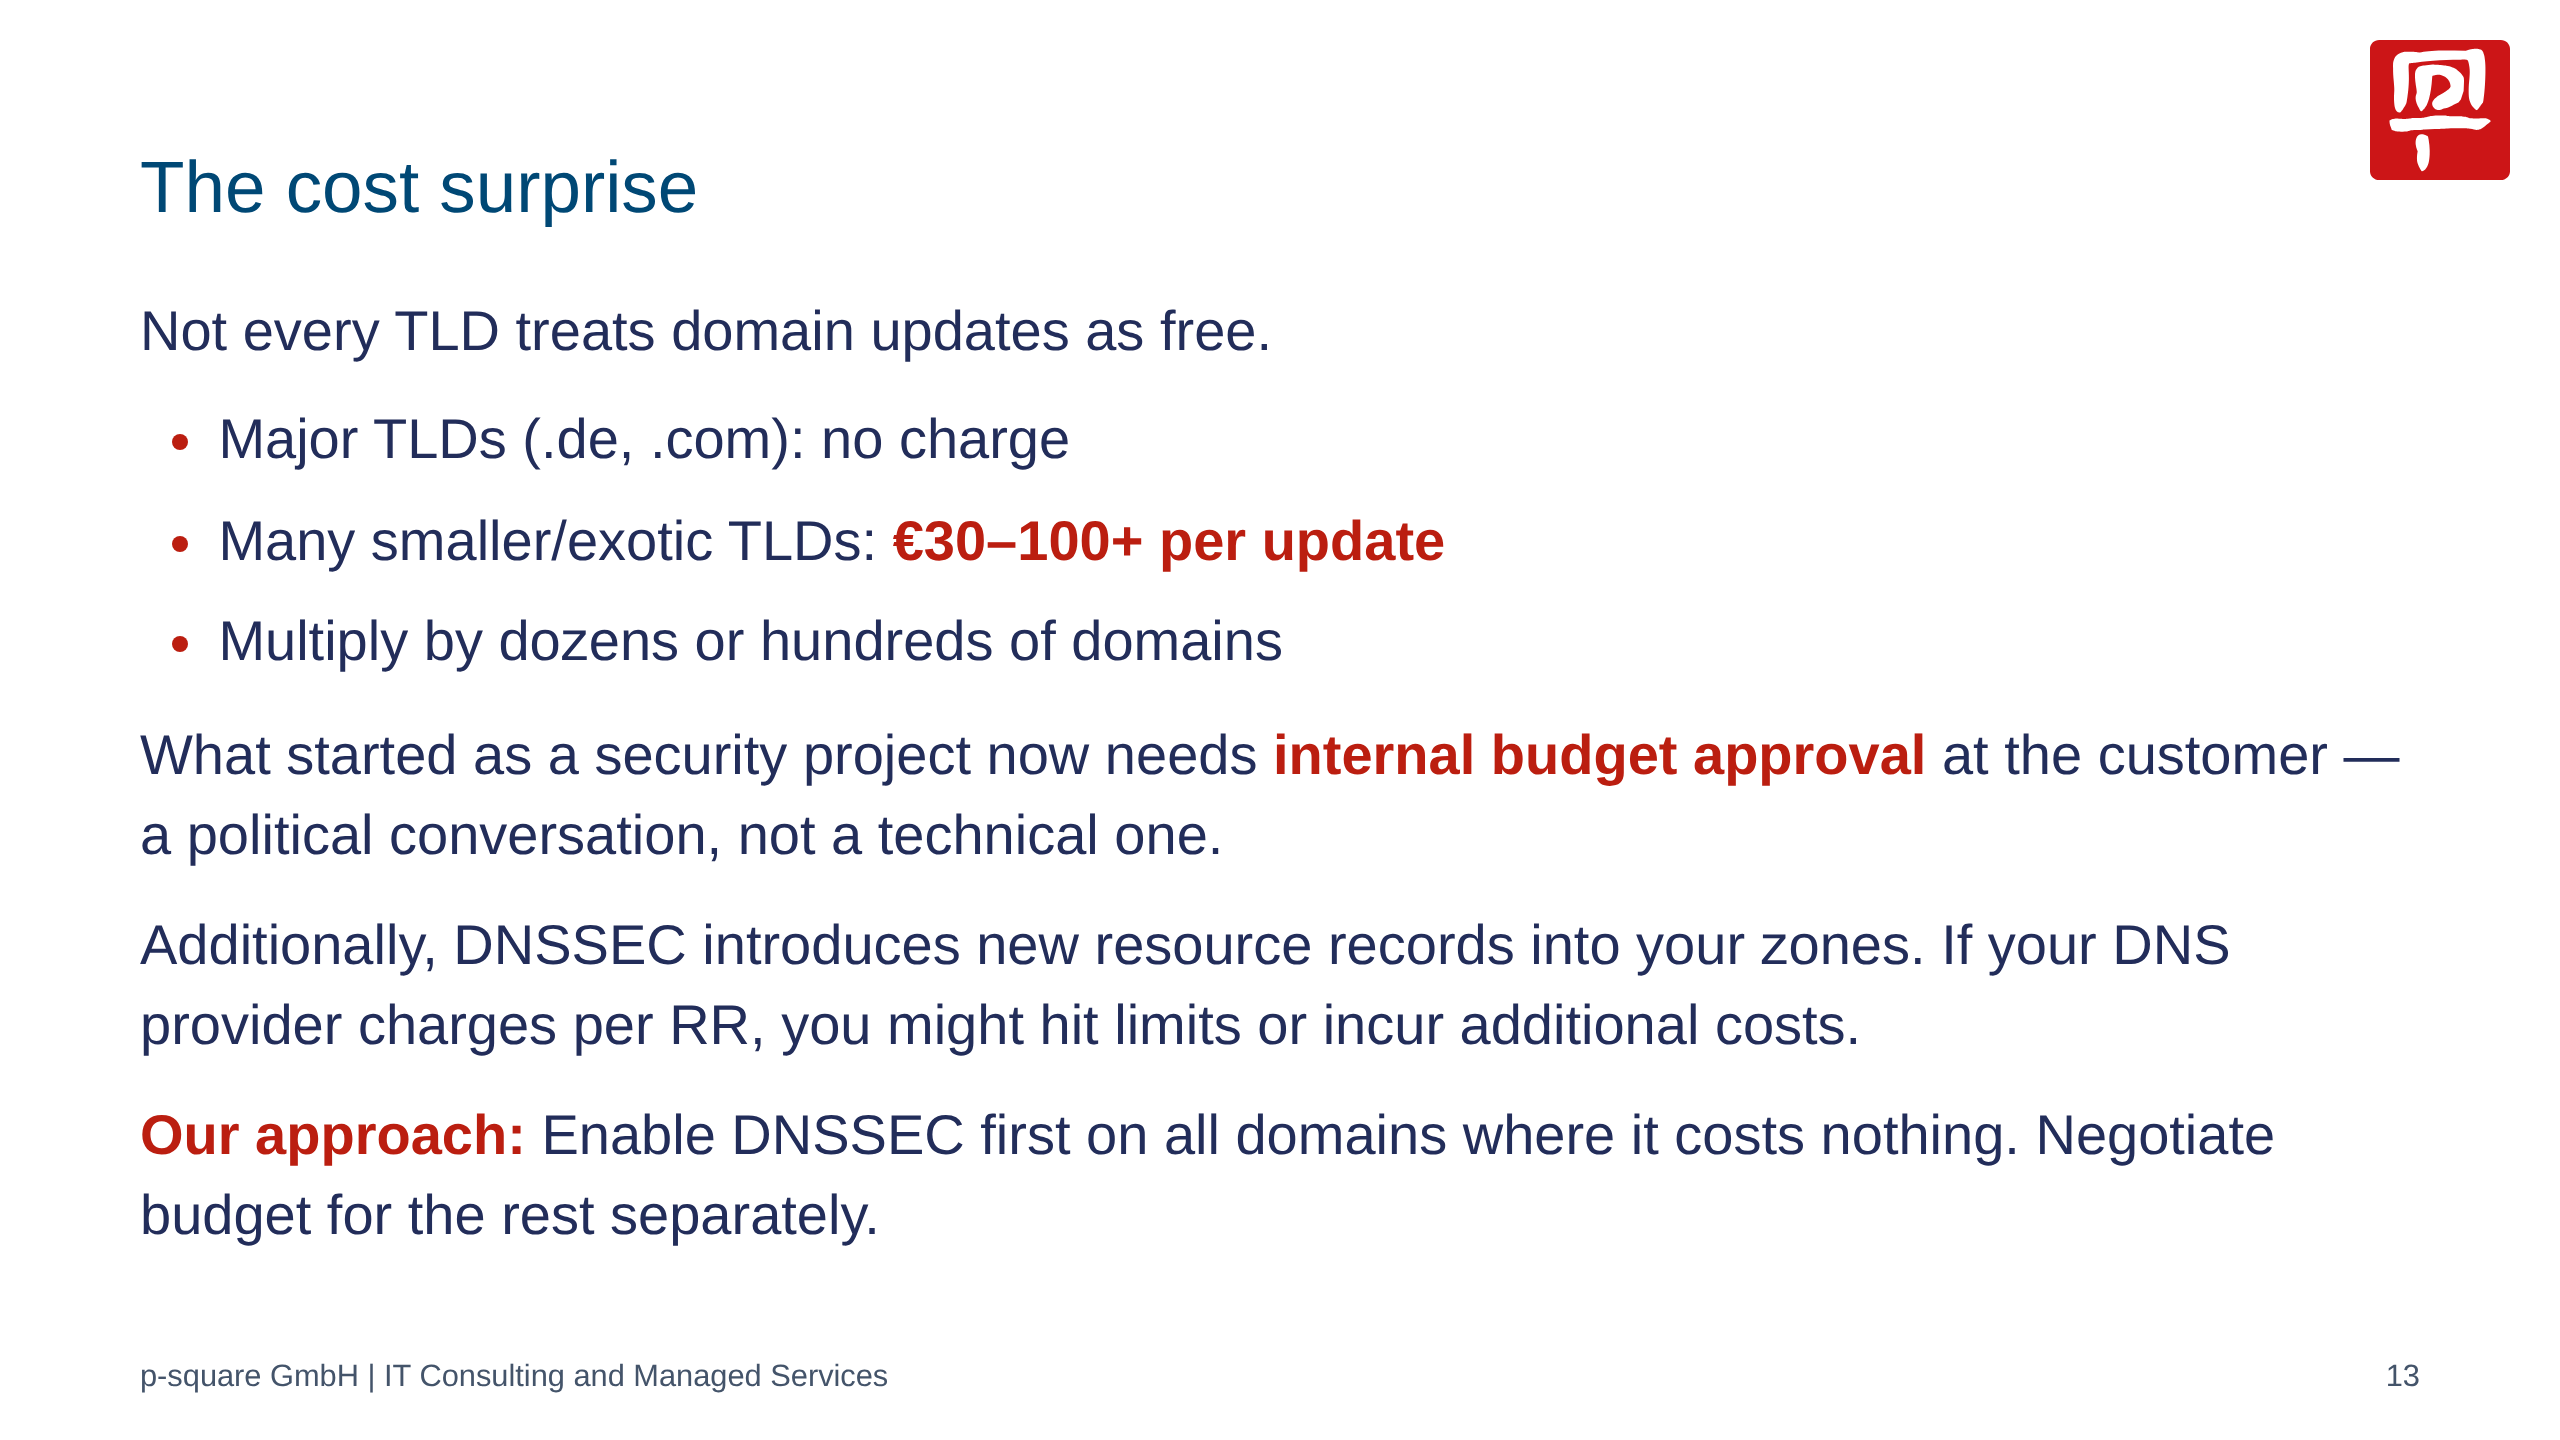 The cost surprise
Not every TLD treats domain updates as free.
• Major TLDs (.de, .com): no charge
• Many smaller/exotic TLDs: €30–100+ per update
• Multiply by dozens or hundreds of domains
What started as a security project now needs internal budget approval at the customer —
a political conversation, not a technical one.
Additionally, DNSSEC introduces new resource records into your zones. If your DNS
provider charges per RR, you might hit limits or incur additional costs.
Our approach: Enable DNSSEC first on all domains where it costs nothing. Negotiate
budget for the rest separately.
p-square GmbH | IT Consulting and Managed Services
13